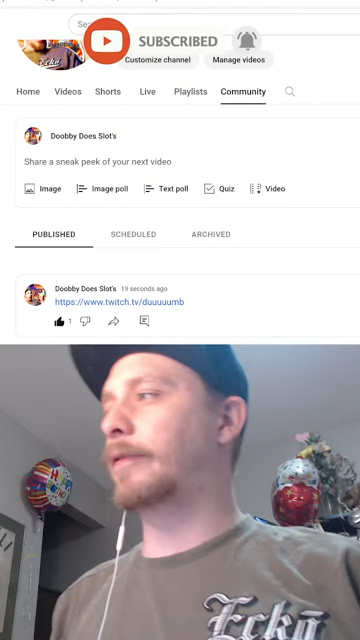 Sea
SUBSCRIBED
Customize channel
Manage videos
Home Videos Shorts Live Playlists Community
Doobby Does Slot's
Share a sneak peek of your next video
Image Image poll Text poll Quiz Video
PUBLISHED SCHEDULED ARCHIVED
Doobby Does Slot's 19 seconds ago
https://www.twitch.tv/duuuuumb
1
Eckō